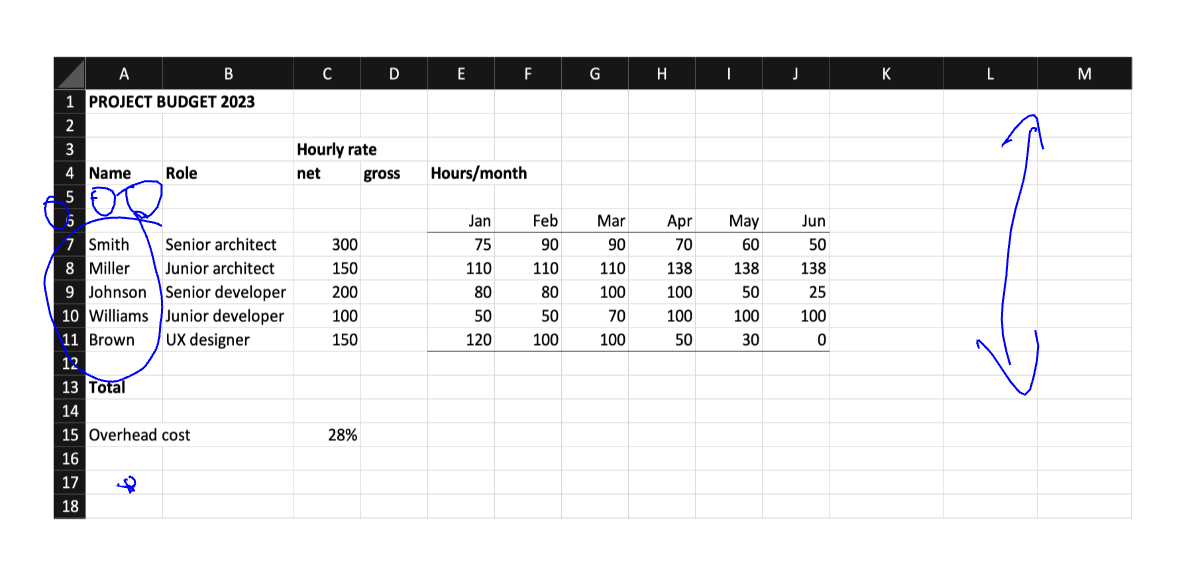 A B C D E F G H I J K L M
1 PROJECT BUDGET 2023
2
3 Hourly rate
4 Name Role net gross Hours/month
5
6 Jan Feb Mar Apr May Jun
7 Smith Senior architect 300 75 90 90 70 60 50
8 Miller Junior architect 150 110 110 110 138 138 138
9 Johnson Senior developer 200 80 80 100 100 50 25
10 Williams Junior developer 100 50 50 70 100 100 100
11 Brown UX designer 150 120 100 100 50 30 0
12
13 Total
14
15 Overhead cost 28%
16
17
18